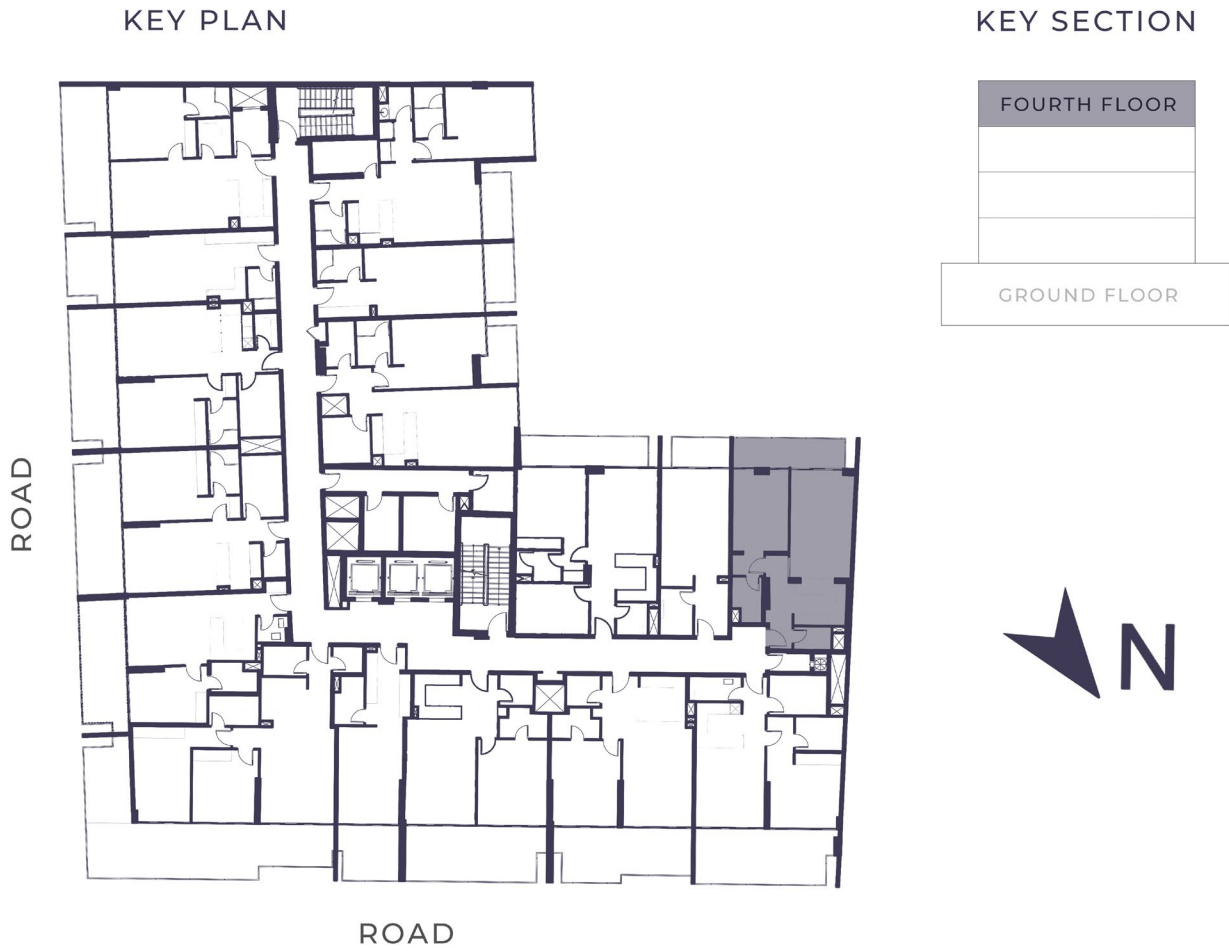 KEY PLAN
KEY SECTION
FOURTH FLOOR
GROUND FLOOR
ROAD
N
ROAD